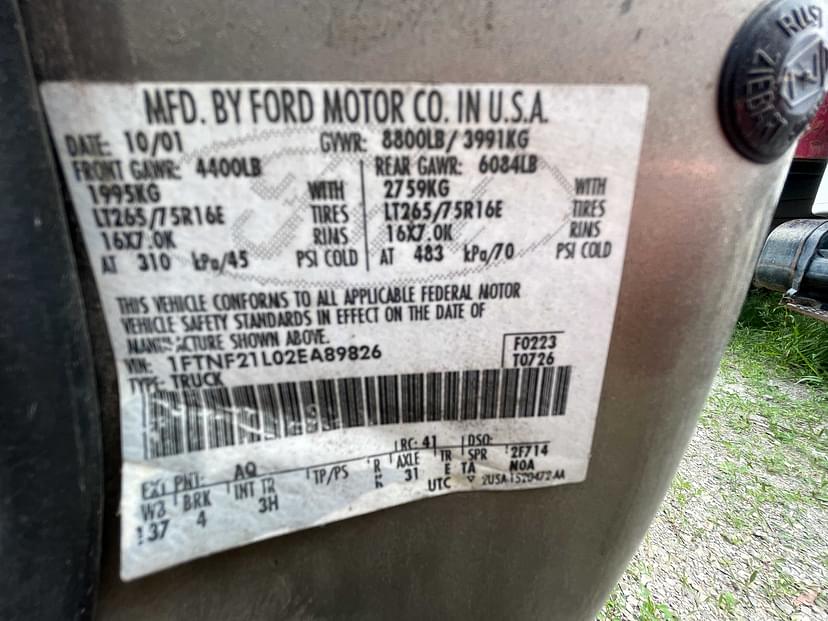 MFD. BY FORD MOTOR CO. IN U.S.A.
DATE: 10/01 GVWR: 8800LB/ 3991KG
FRONT GAWR: 4400LB REAR GAWR: 6084LB
1995KG WITH 2759KG WITH
LT265/75R16E TIRES LT265/75R16E TIRES
16X7.0K RIMS 16X7.0K RIMS
AT 310 kPa/45 PSI COLD AT 483 kPa/70 PSI COLD
THIS VEHICLE CONFORMS TO ALL APPLICABLE FEDERAL MOTOR
VEHICLE SAFETY STANDARDS IN EFFECT ON THE DATE OF
MANUFACTURE SHOWN ABOVE.
VIN: 1FTNF21L02EA89826 F0223
TYPE: TRUCK T0726
EXT PNT: AQ RC: 41 DSO:
WB BRK INT TR TP/PS R AXLE TR SPR 2F714
137 4 3H 31 E TA N0A
UTC
ZIEBART